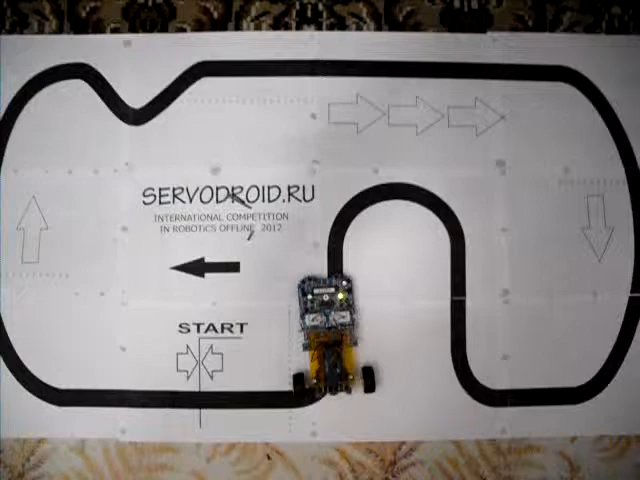 SERVODROID.RU
INTERNATIONAL COMPETITION
IN ROBOTICS OFFLINE 2012
START